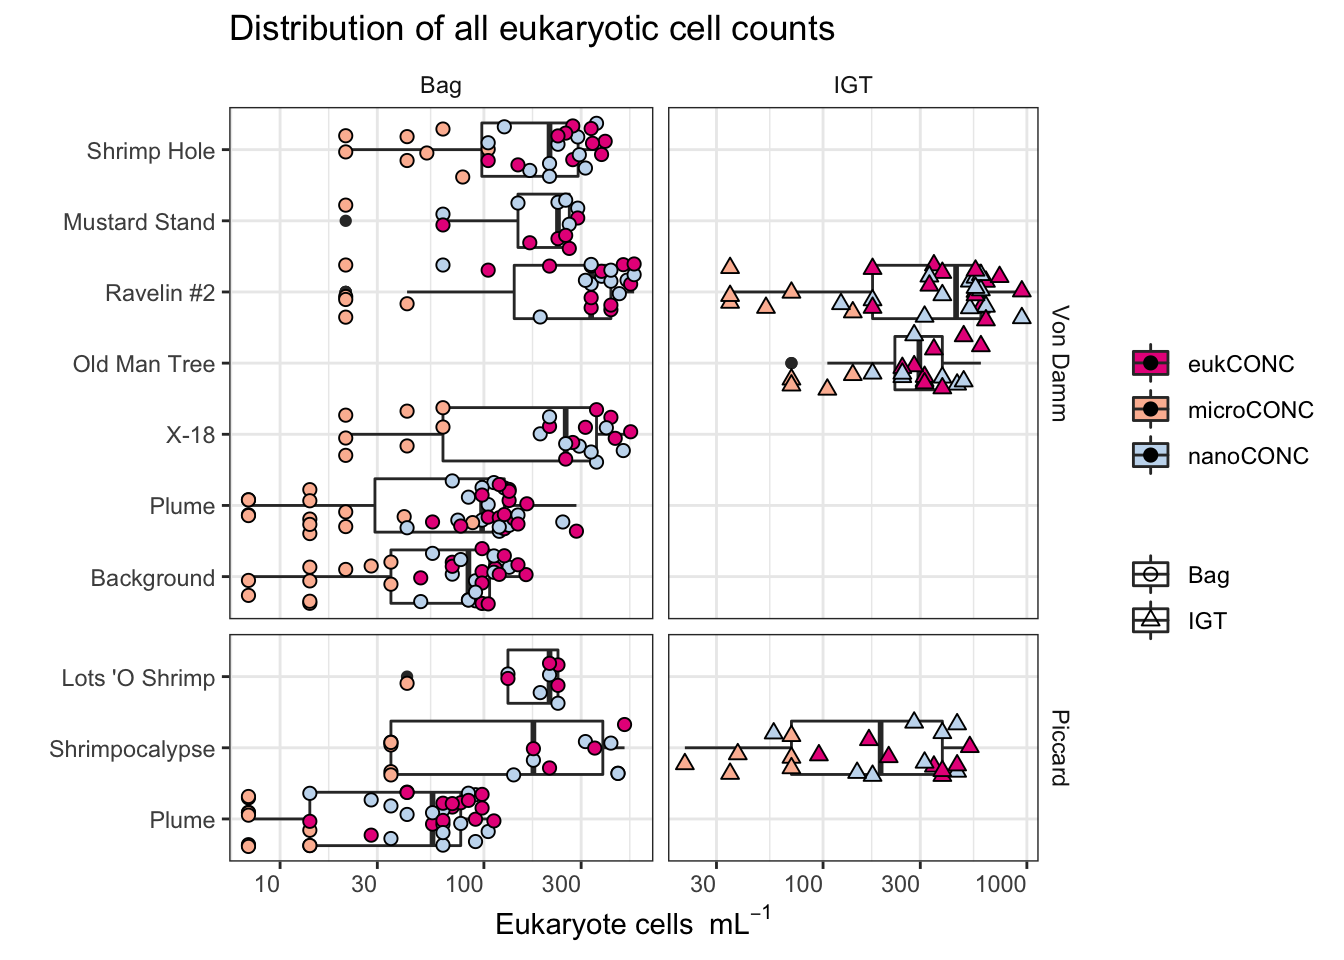 Distribution of all eukaryotic cell counts
Bag
IGT
Shrimp Hole
Mustard Stand
Ravelin #2
Old Man Tree
X-18
Plume
Background
Von Damm
Lots 'O Shrimp
Shrimpocalypse
Plume
Piccard
10 30 100 300
30 100 300 1000
Eukaryote cells mL⁻¹
eukCONC
microCONC
nanoCONC
Bag
IGT